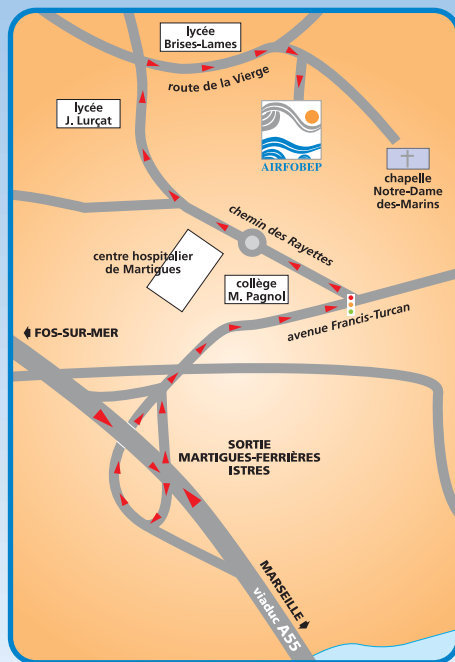 lycée
Brises-Lames
route de la Vierge
lycée
J. Lurçat
AIRFOBEP
chapelle
Notre-Dame
des-Marins
chemin des Rayettes
centre hospitalier
de Martigues
collège
M. Pagnol
avenue Francis-Turcan
FOS-SUR-MER
SORTIE
MARTIGUES-FERRIÈRES
ISTRES
MARSEILLE
viaduc A55